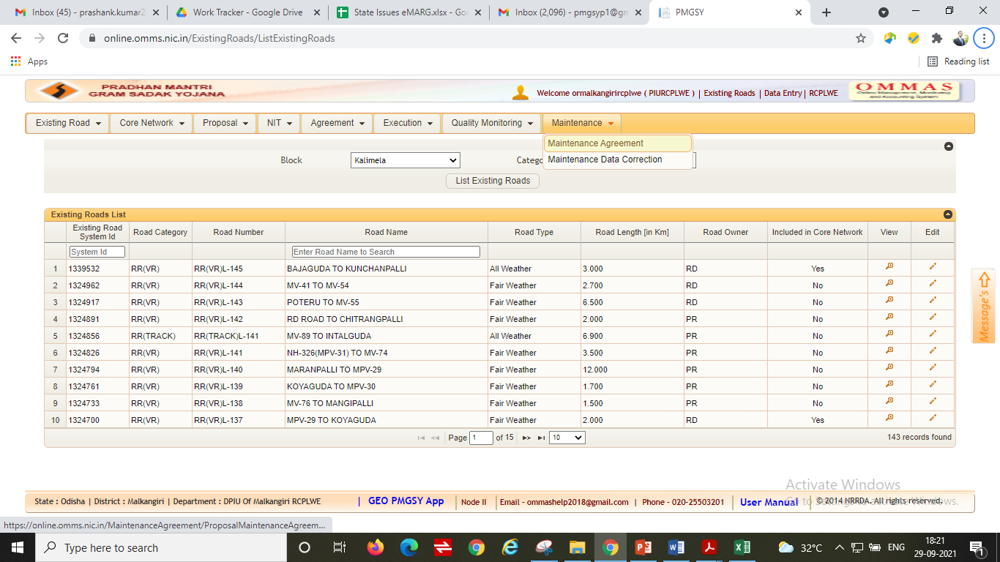 Inbox (45) - prashank.kumar2 Work Tracker - Google Drive State Issues eMARG.xlsx - Go Inbox (2,096) - pmgsyp1@gm PMGSY
online.omms.nic.in/ExistingRoads/ListExistingRoads
Apps Reading list
PRADHAN MANTRI
GRAM SADAK YOJANA
Welcome ormalkangirircplwe ( PIURCPLWE ) | Existing Roads | Data Entry | RCPLWE
OMMAS
Online Management, Monitoring
and Accounting System
Existing Road Core Network Proposal NIT Agreement Execution Quality Monitoring Maintenance
Maintenance Agreement
Maintenance Data Correction
Block Kalimela Catego
List Existing Roads
Existing Roads List
Existing Road System Id Road Category Road Number Road Name Road Type Road Length [in Km] Road Owner Included in Core Network View Edit
System Id Enter Road Name to Search
1 1339532 RR(VR) RR(VR)L-145 BAJAGUDA TO KUNCHANPALLI All Weather 3.000 RD Yes
2 1324962 RR(VR) RR(VR)L-144 MV-41 TO MV-54 Fair Weather 2.700 RD No
3 1324917 RR(VR) RR(VR)L-143 POTERU TO MV-55 Fair Weather 6.500 RD No
4 1324891 RR(VR) RR(VR)L-142 RD ROAD TO CHITRANGPALLI Fair Weather 2.000 PR No
5 1324856 RR(TRACK) RR(TRACK)L-141 MV-89 TO INTALGUDA All Weather 6.900 PR No
6 1324826 RR(VR) RR(VR)L-141 NH-326(MPV-31) TO MV-74 Fair Weather 3.500 PR No
7 1324794 RR(VR) RR(VR)L-140 MARANPALLI TO MPV-29 Fair Weather 12.000 PR No
8 1324761 RR(VR) RR(VR)L-139 KOYAGUDA TO MPV-30 Fair Weather 1.700 PR No
9 1324733 RR(VR) RR(VR)L-138 MV-76 TO MANGIPALLI Fair Weather 1.500 PR No
10 1324700 RR(VR) RR(VR)L-137 MPV-29 TO KOYAGUDA Fair Weather 2.000 RD Yes
Page 1 of 15 10 143 records found
Message's
Activate Windows
State : Odisha | District : Malkangiri | Department : DPIU Of Malkangiri RCPLWE | GEO PMGSY App | Node II | Email - ommashelp2018@gmail.com | Phone - 020-25503201 | User Manual | © 2014 NRRDA. All rights reserved.
https://online.omms.nic.in/MaintenanceAgreement/ProposalMaintenanceAgreem...
Type here to search 32°C ENG 18:21
29-09-2021 1